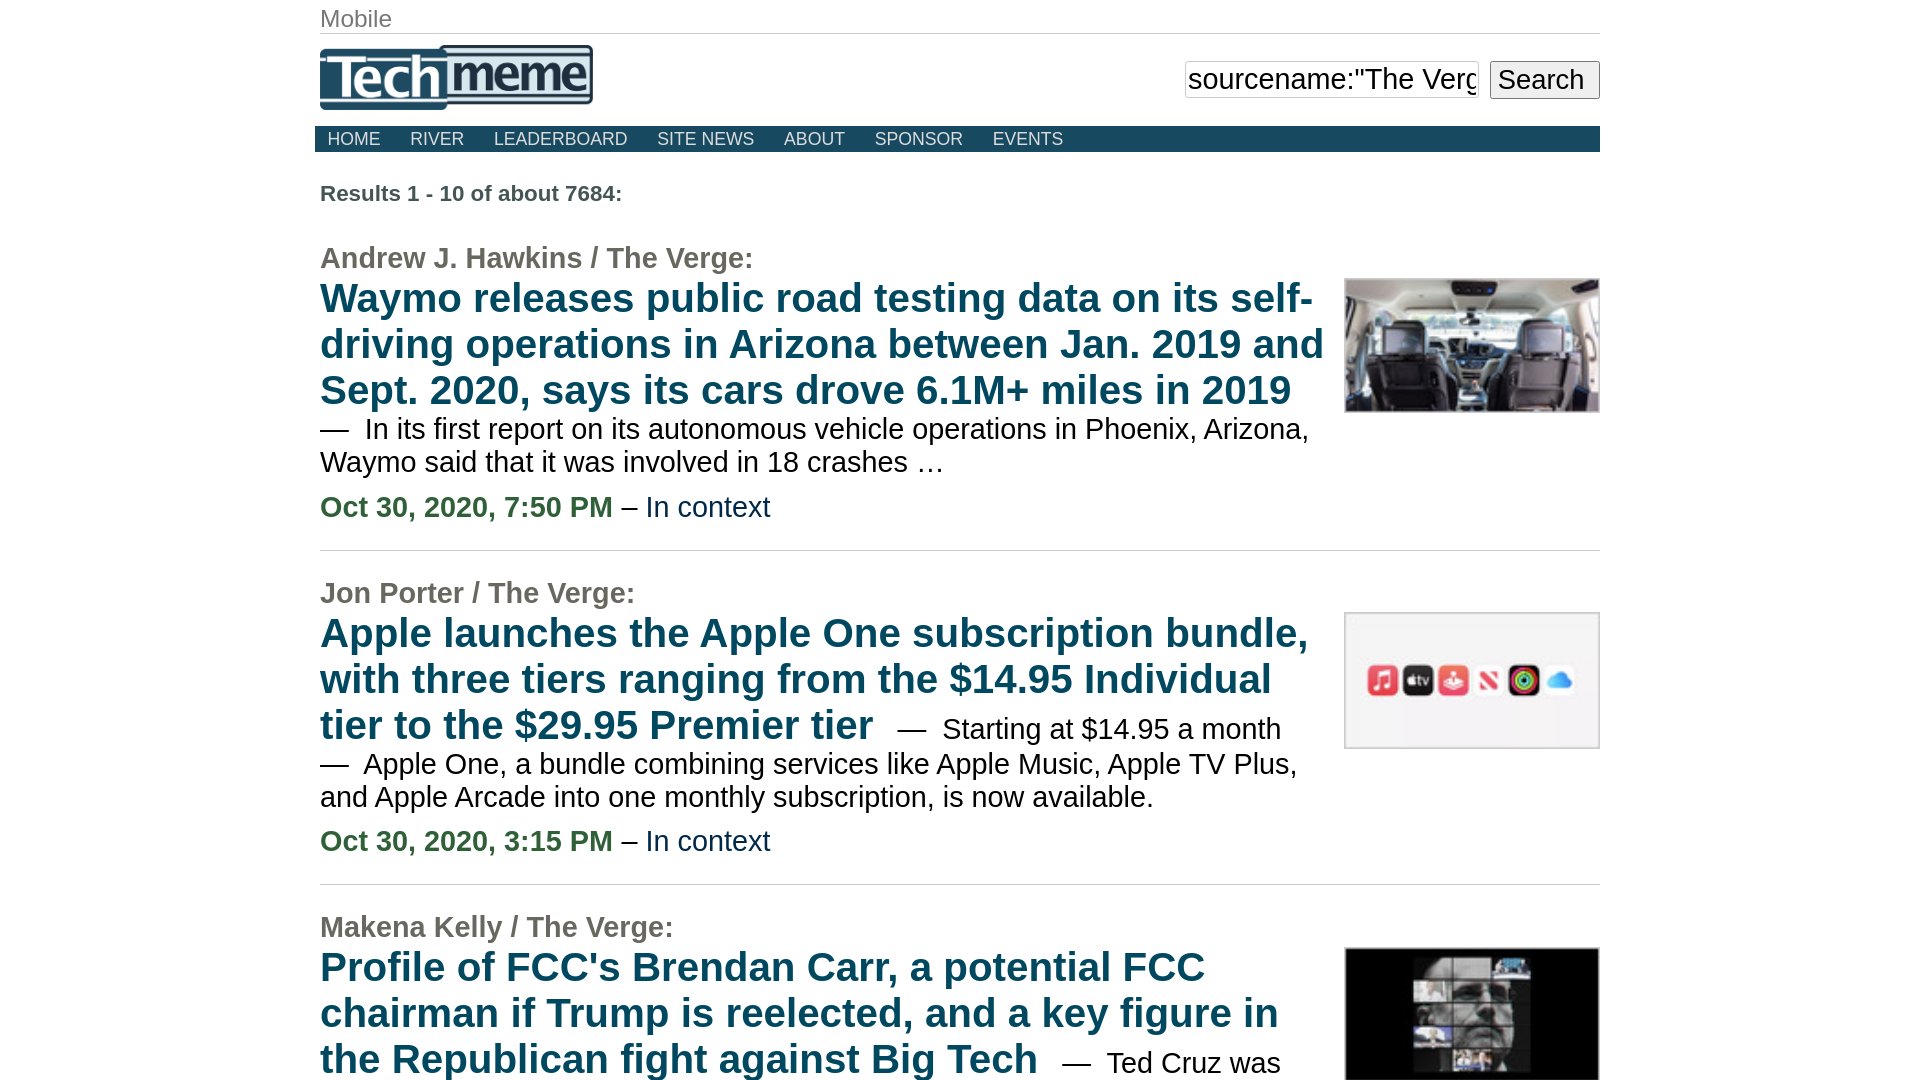 Mobile
Techmeme
sourcename:"The Verg
Search
HOME RIVER LEADERBOARD SITE NEWS ABOUT SPONSOR EVENTS
Results 1 - 10 of about 7684:
Andrew J. Hawkins / The Verge:
Waymo releases public road testing data on its self-
driving operations in Arizona between Jan. 2019 and
Sept. 2020, says its cars drove 6.1M+ miles in 2019
— In its first report on its autonomous vehicle operations in Phoenix, Arizona,
Waymo said that it was involved in 18 crashes …
Oct 30, 2020, 7:50 PM – In context
Jon Porter / The Verge:
Apple launches the Apple One subscription bundle,
with three tiers ranging from the $14.95 Individual
tier to the $29.95 Premier tier — Starting at $14.95 a month
— Apple One, a bundle combining services like Apple Music, Apple TV Plus,
and Apple Arcade into one monthly subscription, is now available.
tv
Oct 30, 2020, 3:15 PM – In context
Makena Kelly / The Verge:
Profile of FCC's Brendan Carr, a potential FCC
chairman if Trump is reelected, and a key figure in
the Republican fight against Big Tech — Ted Cruz was